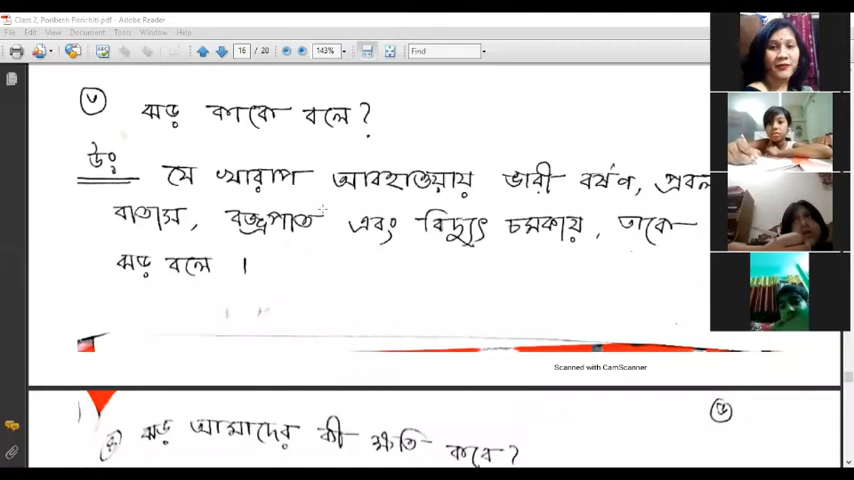 Class 2, Poribesh Porichiti.pdf - Adobe Reader
File Edit View Document Tools Window Help
16 / 20 143% Find
ঝড় কাকে বলে?
উঃ যে খারাপ আবহাওয়ায় ভারী বর্ষণ, প্রবল
বাতাস, বজ্রপাত এবং বিদ্যুৎ চমকায়, তাকে
ঝড় বলে ।
Scanned with CamScanner
ঝড় আমাদের কী ক্ষতি করে?